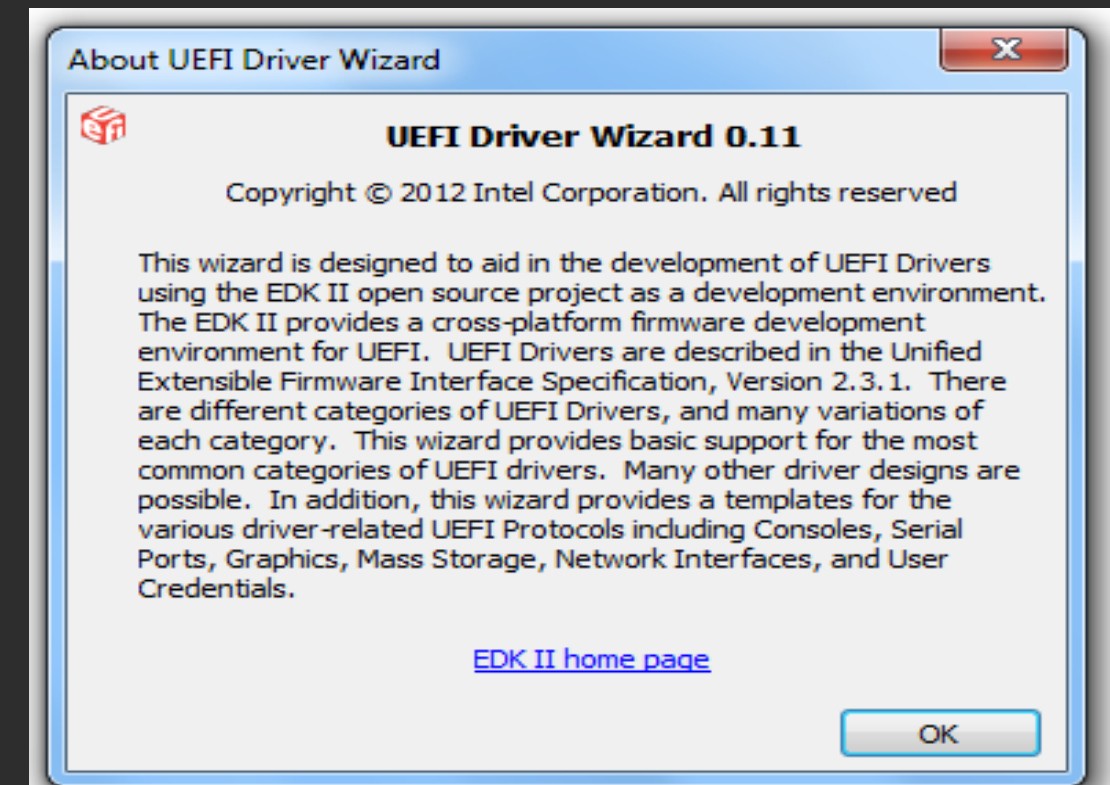 About UEFI Driver Wizard
UEFI Driver Wizard 0.11
Copyright © 2012 Intel Corporation. All rights reserved
This wizard is designed to aid in the development of UEFI Drivers
using the EDK II open source project as a development environment.
The EDK II provides a cross-platform firmware development
environment for UEFI.  UEFI Drivers are described in the Unified
Extensible Firmware Interface Specification, Version 2.3.1.  There
are different categories of UEFI Drivers, and many variations of
each category.  This wizard provides basic support for the most
common categories of UEFI drivers.  Many other driver designs are
possible.  In addition, this wizard provides a templates for the
various driver-related UEFI Protocols including Consoles, Serial
Ports, Graphics, Mass Storage, Network Interfaces, and User
Credentials.
EDK II home page
OK